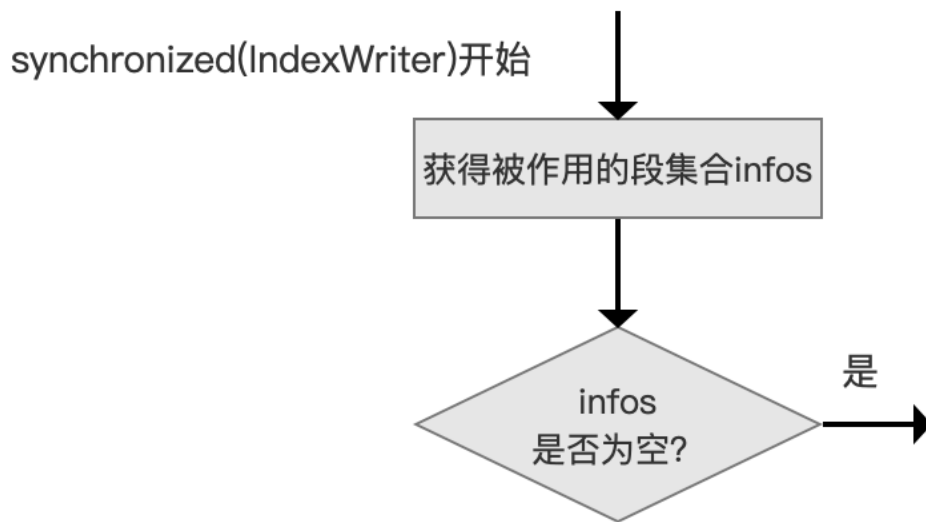 synchronized(IndexWriter)开始
获得被作用的段集合infos
是
infos
是否为空?